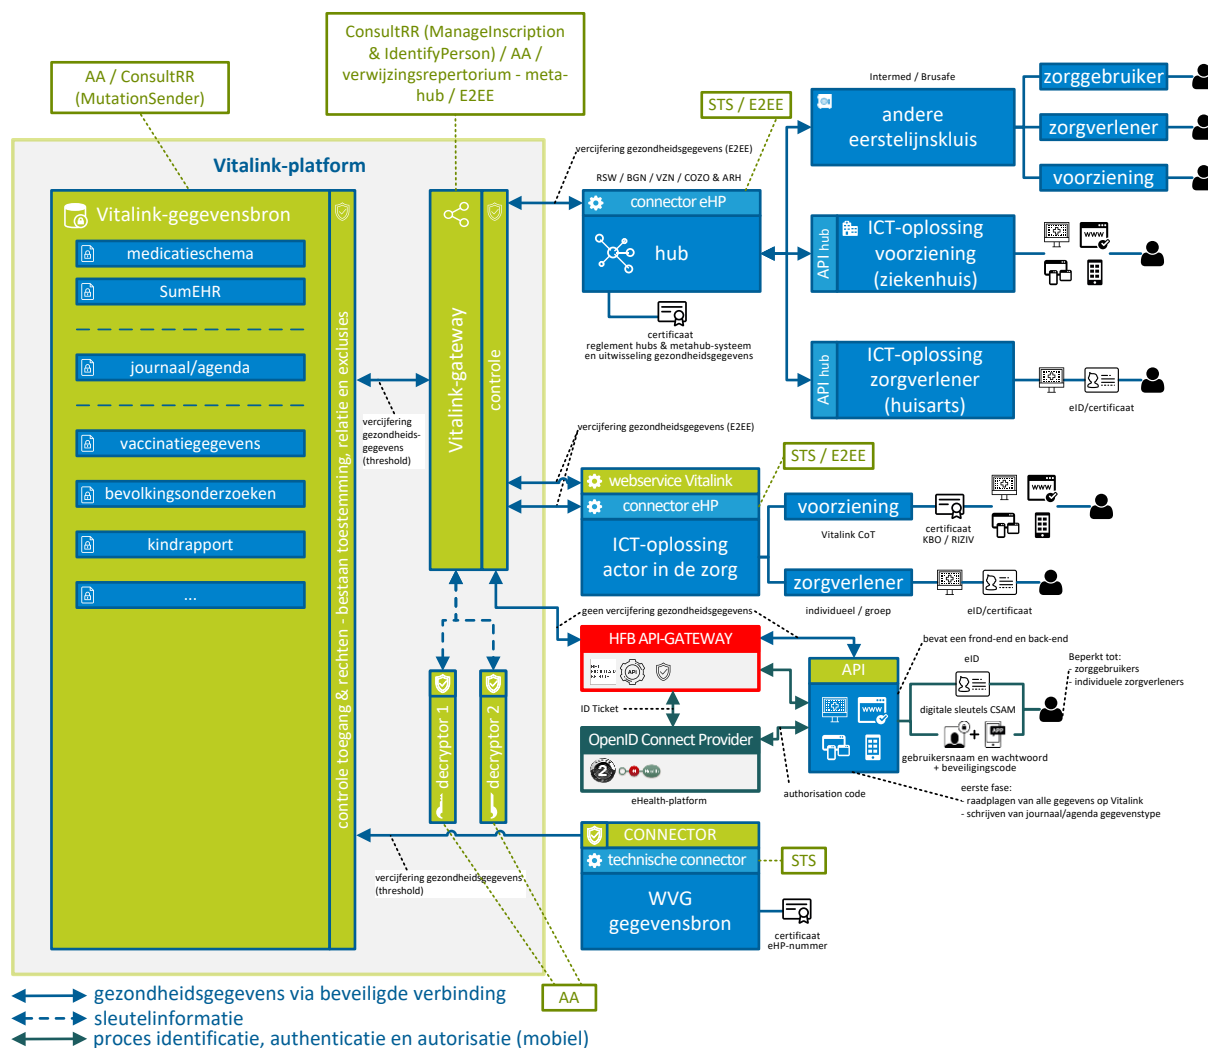 ConsultRR (ManageInscription
& IdentifyPerson) / AA /
verwijzingsrepertorium - meta-
hub / E2EE
AA / ConsultRR
(MutationSender)
STS / E2EE
Intermed / Brusafe
andere
eerstelijnskluis
zorggebruiker
zorgverlener
voorziening
Vitalink-platform
vercijfering gezondheidsgegevens (E2EE)
RSW / BGN / VZN / COZO & ARH
connector eHP
hub
certificaat
reglement hubs & metahub-systeem
en uitwisseling gezondheidsgegevens
API hub
ICT-oplossing
voorziening
(ziekenhuis)
www
API hub
ICT-oplossing
zorgverlener
(huisarts)
eID/certificaat
Vitalink-gegevensbron
medicatieschema
SumEHR
journaal/agenda
vaccinatiegegevens
bevolkingsonderzoeken
kindrapport
...
controle toegang & rechten - bestaan toestemming, relatie en exclusies
Vitalink-gateway
controle
vercijfering
gezondheids-
gegevens
(threshold)
vercijfering gezondheidsgegevens (E2EE)
STS / E2EE
webservice Vitalink
connector eHP
ICT-oplossing
actor in de zorg
voorziening
Vitalink CoT
certificaat
KBO / RIZIV
www
zorgverlener
individueel / groep
eID/certificaat
geen vercijfering gezondheidsgegevens
HFB API-GATEWAY
API
ID Ticket
OpenID Connect Provider
2
eHealth-platform
authorisation code
API
www
bevat een frond-end en back-end
eID
digitale sleutels CSAM
+
APP
gebruikersnaam en wachtwoord
+ beveiligingscode
Beperkt tot:
- zorggebruikers
- individuele zorgverleners
eerste fase:
- raadplagen van alle gegevens op Vitalink
- schrijven van journaal/agenda gegevenstype
decryptor 1
decryptor 2
vercijfering gezondheidsgegevens
(threshold)
CONNECTOR
technische connector
WVG
gegevensbron
STS
certificaat
eHP-nummer
AA
gezondheidsgegevens via beveiligde verbinding
sleutelinformatie
proces identificatie, authenticatie en autorisatie (mobiel)